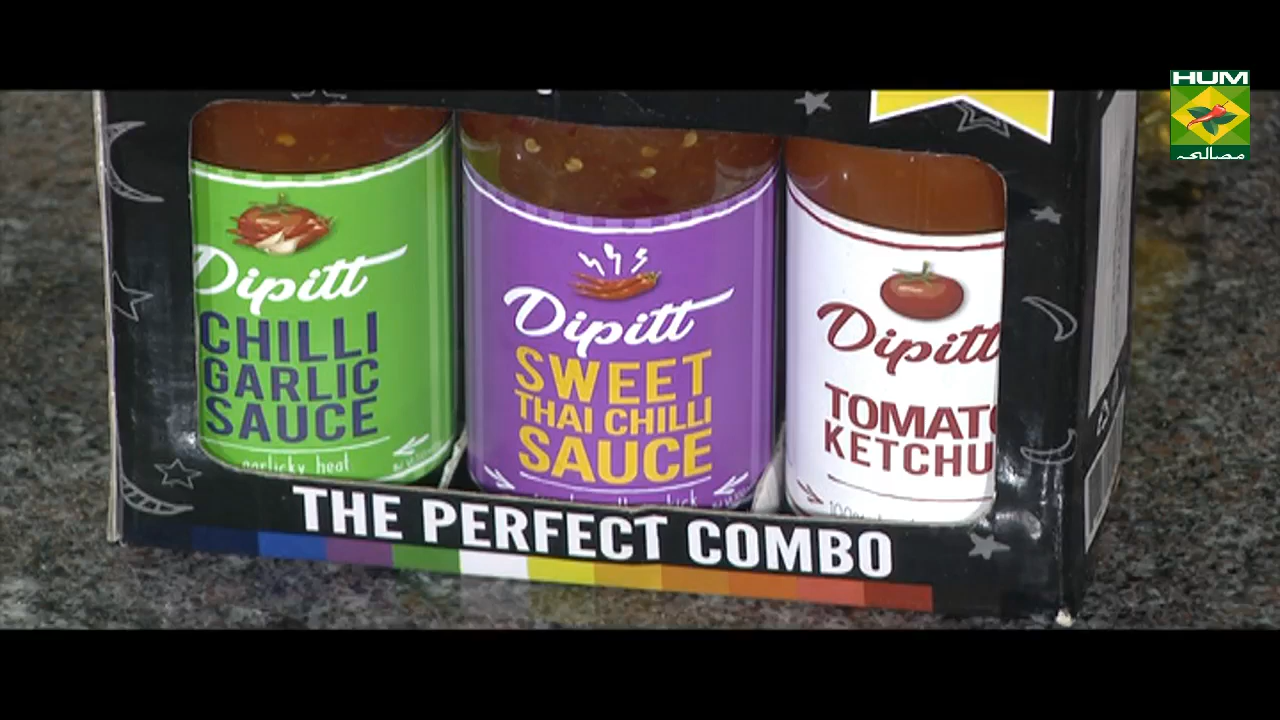 HUM
مصالحہ
Dipitt
CHILLI
GARLIC
SAUCE
garlicky heat
Dipitt
SWEET
THAI CHILLI
SAUCE
Dipitt
TOMATO
KETCHU
100%
THE PERFECT COMBO